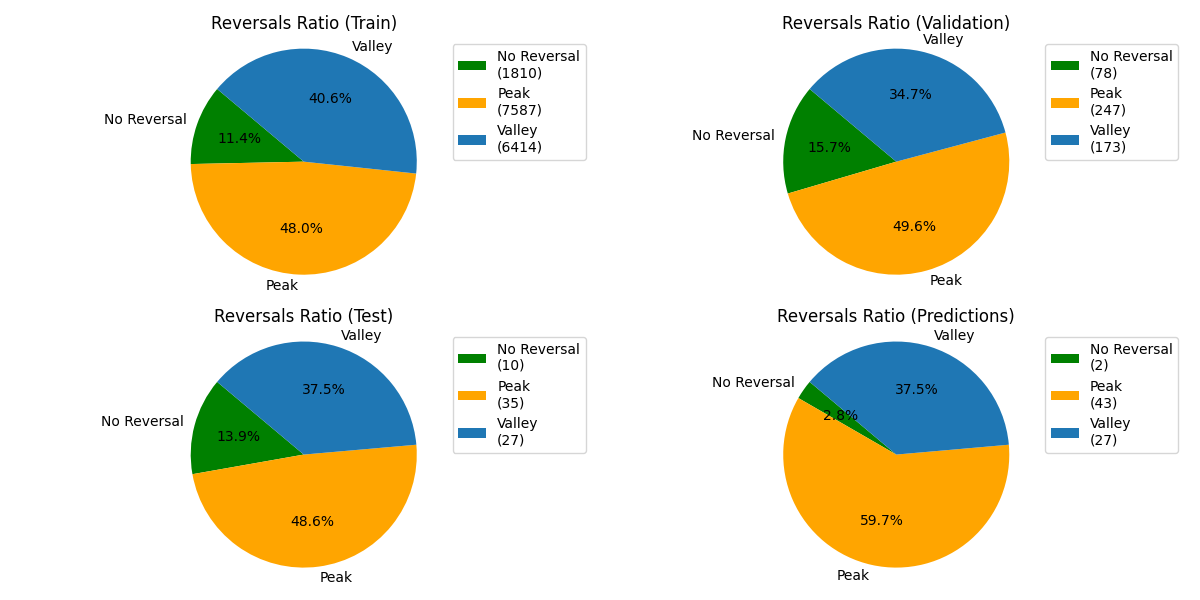 Reversals Ratio (Train)
Valley
40.6%
No Reversal
11.4%
48.0%
Peak
No Reversal
(1810)
Peak
(7587)
Valley
(6414)
Reversals Ratio (Validation)
Valley
34.7%
No Reversal
15.7%
49.6%
Peak
No Reversal
(78)
Peak
(247)
Valley
(173)
Reversals Ratio (Test)
Valley
37.5%
No Reversal
13.9%
48.6%
Peak
No Reversal
(10)
Peak
(35)
Valley
(27)
Reversals Ratio (Predictions)
Valley
37.5%
No Reversal
2.8%
59.7%
Peak
No Reversal
(2)
Peak
(43)
Valley
(27)